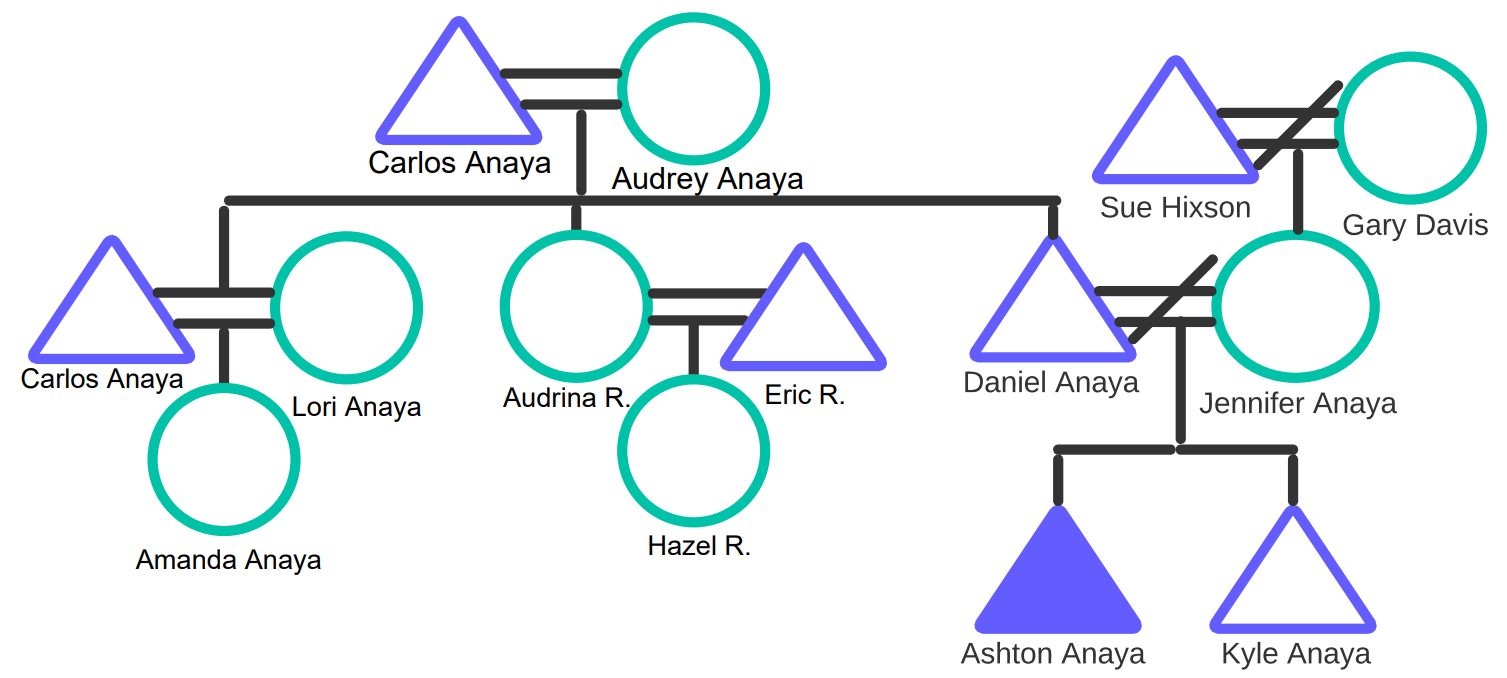 Carlos Anaya
Audrey Anaya
Sue Hixson
Gary Davis
Carlos Anaya
Lori Anaya
Audrina R.
Eric R.
Daniel Anaya
Jennifer Anaya
Amanda Anaya
Hazel R.
Ashton Anaya
Kyle Anaya